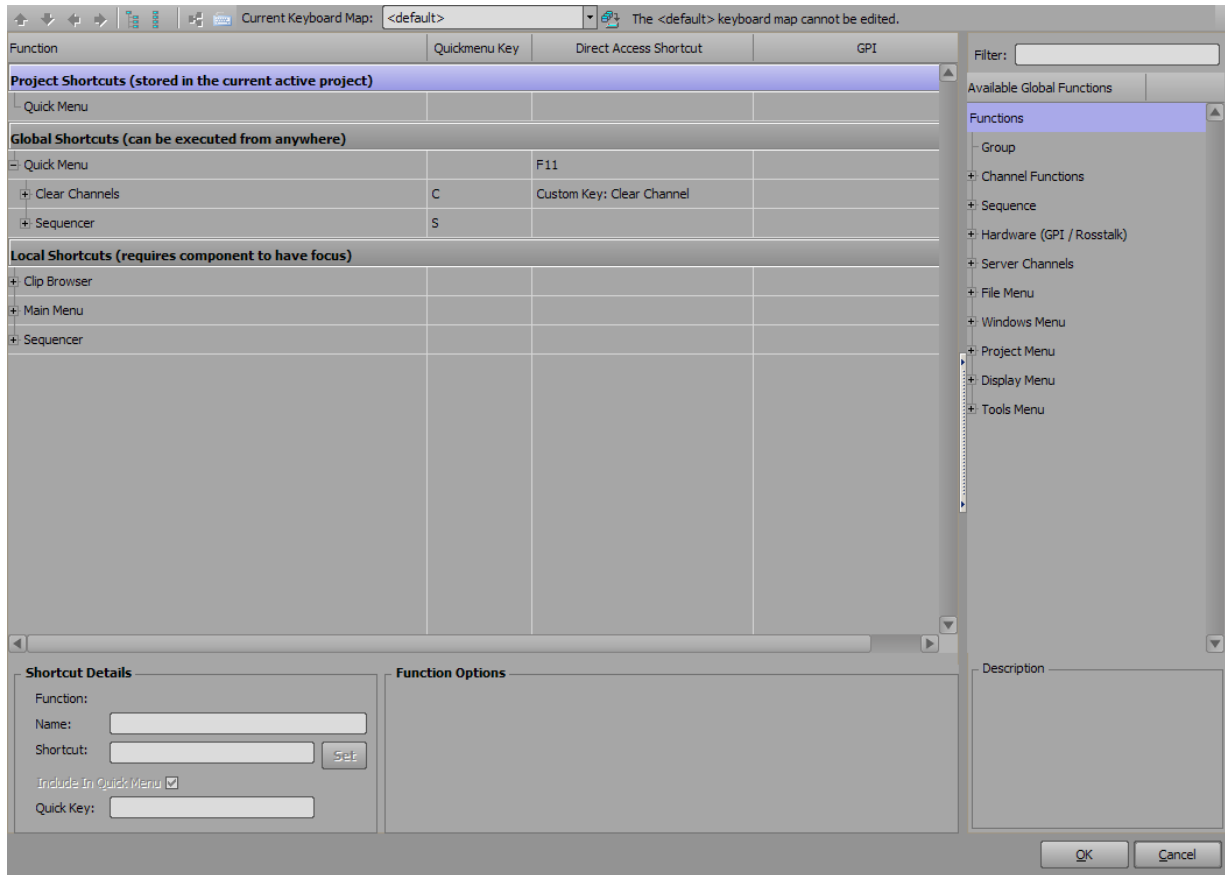 Current Keyboard Map: <default> The <default> keyboard map cannot be edited.
Function Quickmenu Key Direct Access Shortcut GPI
Project Shortcuts (stored in the current active project)
Quick Menu
Global Shortcuts (can be executed from anywhere)
Quick Menu F11
Clear Channels C Custom Key: Clear Channel
Sequencer S
Local Shortcuts (requires component to have focus)
Clip Browser
Main Menu
Sequencer
Filter:
Available Global Functions
Functions
Group
Channel Functions
Sequence
Hardware (GPI / Rosstalk)
Server Channels
File Menu
Windows Menu
Project Menu
Display Menu
Tools Menu
Shortcut Details
Function:
Name:
Shortcut: Set
Include In Quick Menu
Quick Key:
Function Options
Description
OK Cancel